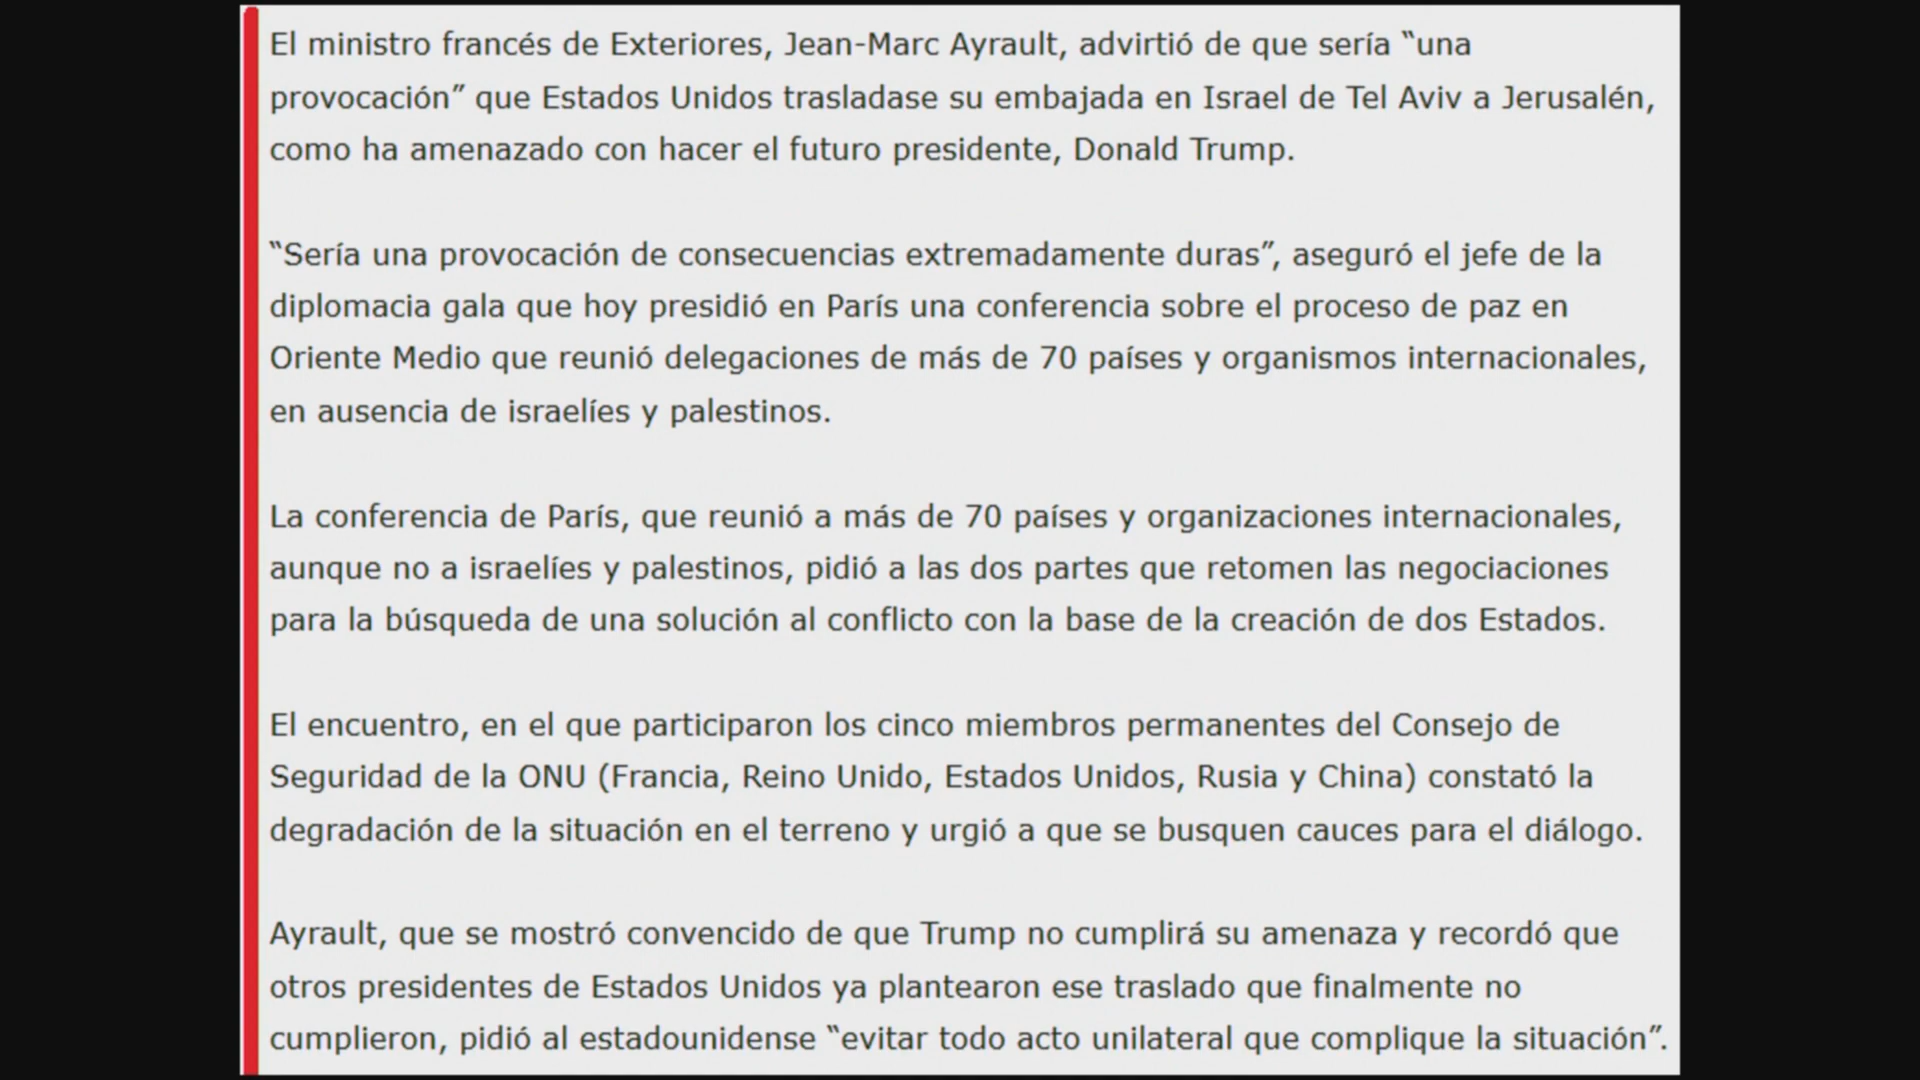 El ministro francés de Exteriores, Jean-Marc Ayrault, advirtió de que sería “una
provocación” que Estados Unidos trasladase su embajada en Israel de Tel Aviv a Jerusalén,
como ha amenazado con hacer el futuro presidente, Donald Trump.
“Sería una provocación de consecuencias extremadamente duras”, aseguró el jefe de la
diplomacia gala que hoy presidió en París una conferencia sobre el proceso de paz en
Oriente Medio que reunió delegaciones de más de 70 países y organismos internacionales,
en ausencia de israelíes y palestinos.
La conferencia de París, que reunió a más de 70 países y organizaciones internacionales,
aunque no a israelíes y palestinos, pidió a las dos partes que retomen las negociaciones
para la búsqueda de una solución al conflicto con la base de la creación de dos Estados.
El encuentro, en el que participaron los cinco miembros permanentes del Consejo de
Seguridad de la ONU (Francia, Reino Unido, Estados Unidos, Rusia y China) constató la
degradación de la situación en el terreno y urgió a que se busquen cauces para el diálogo.
Ayrault, que se mostró convencido de que Trump no cumplirá su amenaza y recordó que
otros presidentes de Estados Unidos ya plantearon ese traslado que finalmente no
cumplieron, pidió al estadounidense “evitar todo acto unilateral que complique la situación”.